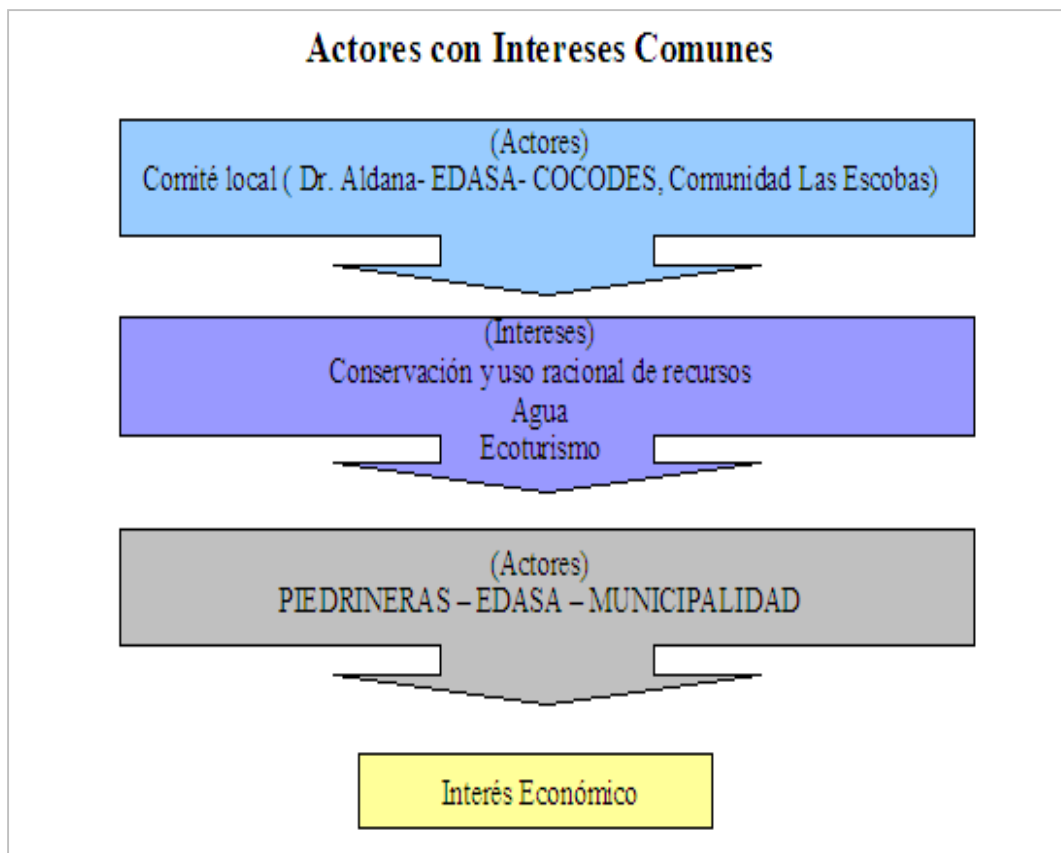 Actores con Intereses Comunes
(Actores)
Comité local ( Dr. Aldana- EDASA- COCODES, Comunidad Las Escobas)
(Intereses)
Conservación y uso racional de recursos
Agua
Ecoturismo
(Actores)
PIEDRINERAS – EDASA – MUNICIPALIDAD
Interés Económico